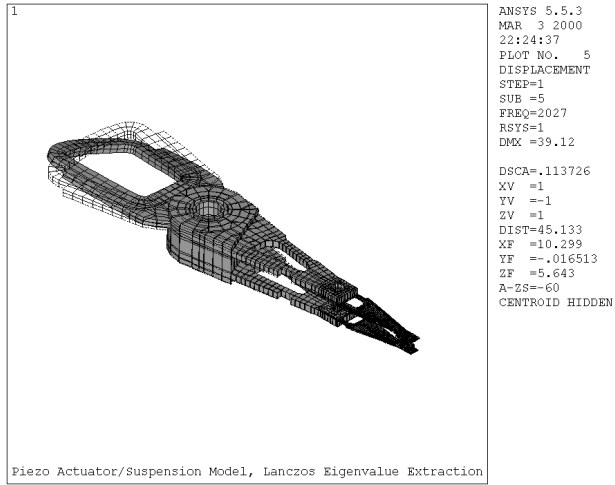 1
ANSYS 5.5.3
MAR  3 2000
22:24:37
PLOT NO.   5
DISPLACEMENT
STEP=1
SUB =5
FREQ=2027
RSYS=1
DMX =39.12
DSCA=.113726
XV  =1
YV  =-1
ZV  =1
DIST=45.133
XF  =10.299
YF  =-.016513
ZF  =5.643
A-ZS=-60
CENTROID HIDDEN
Piezo Actuator/Suspension Model, Lanczos Eigenvalue Extraction